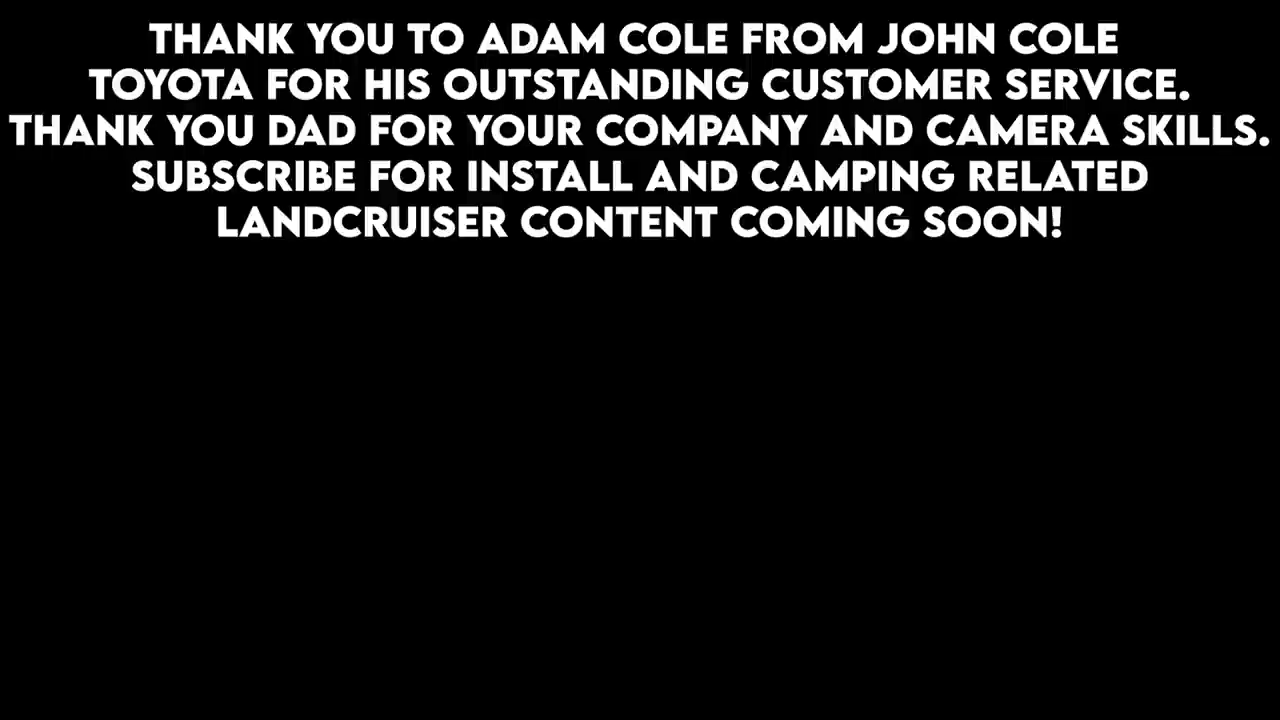 THANK YOU TO ADAM COLE FROM JOHN COLE
TOYOTA FOR HIS OUTSTANDING CUSTOMER SERVICE.
THANK YOU DAD FOR YOUR COMPANY AND CAMERA SKILLS.
SUBSCRIBE FOR INSTALL AND CAMPING RELATED
LANDCRUISER CONTENT COMING SOON!